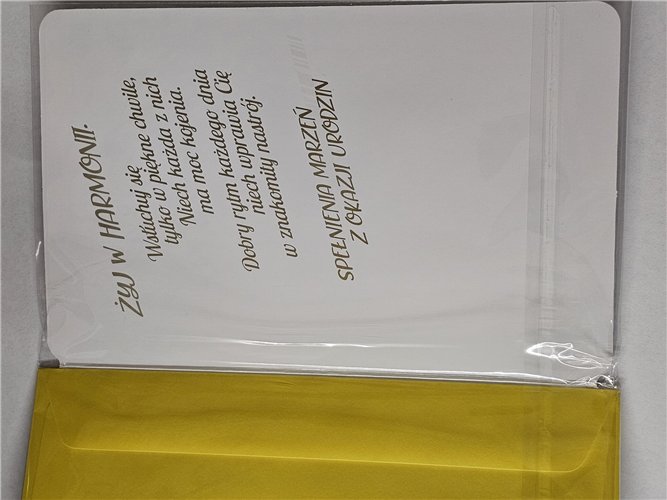 ŻYJ W HARMONII.
Wsłuchuj się
tylko w piękne chwile,
Niech każda z nich
ma moc kojenia.
Dobry rytm każdego dnia
niech wprawia Cię
w znakomity nastrój.
SPEŁNIENIA MARZEŃ
Z OKAZJI URODZIN